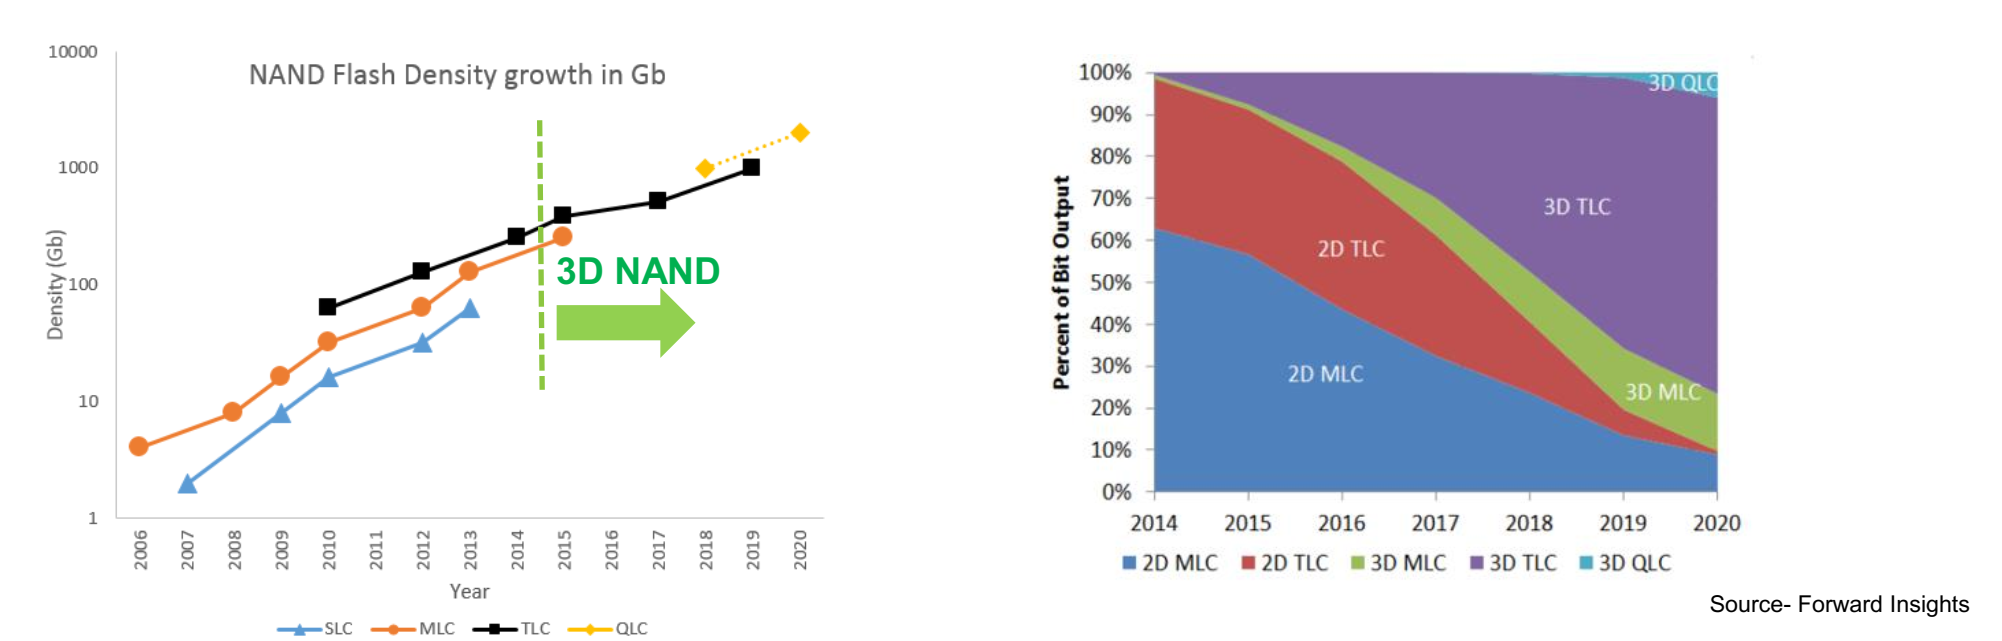 NAND Flash Density growth in Gb
10000
1000
100
10
1
Density (Gb)
3D NAND
2006 2007 2008 2009 2010 2011 2012 2013 2014 2015 2016 2017 2018 2019 2020
Year
SLC MLC TLC QLC
100%
90%
80%
70%
60%
50%
40%
30%
20%
10%
0%
Percent of Bit Output
3D QLC
3D TLC
2D TLC
2D MLC
3D MLC
2014 2015 2016 2017 2018 2019 2020
2D MLC 2D TLC 3D MLC 3D TLC 3D QLC
Source- Forward Insights